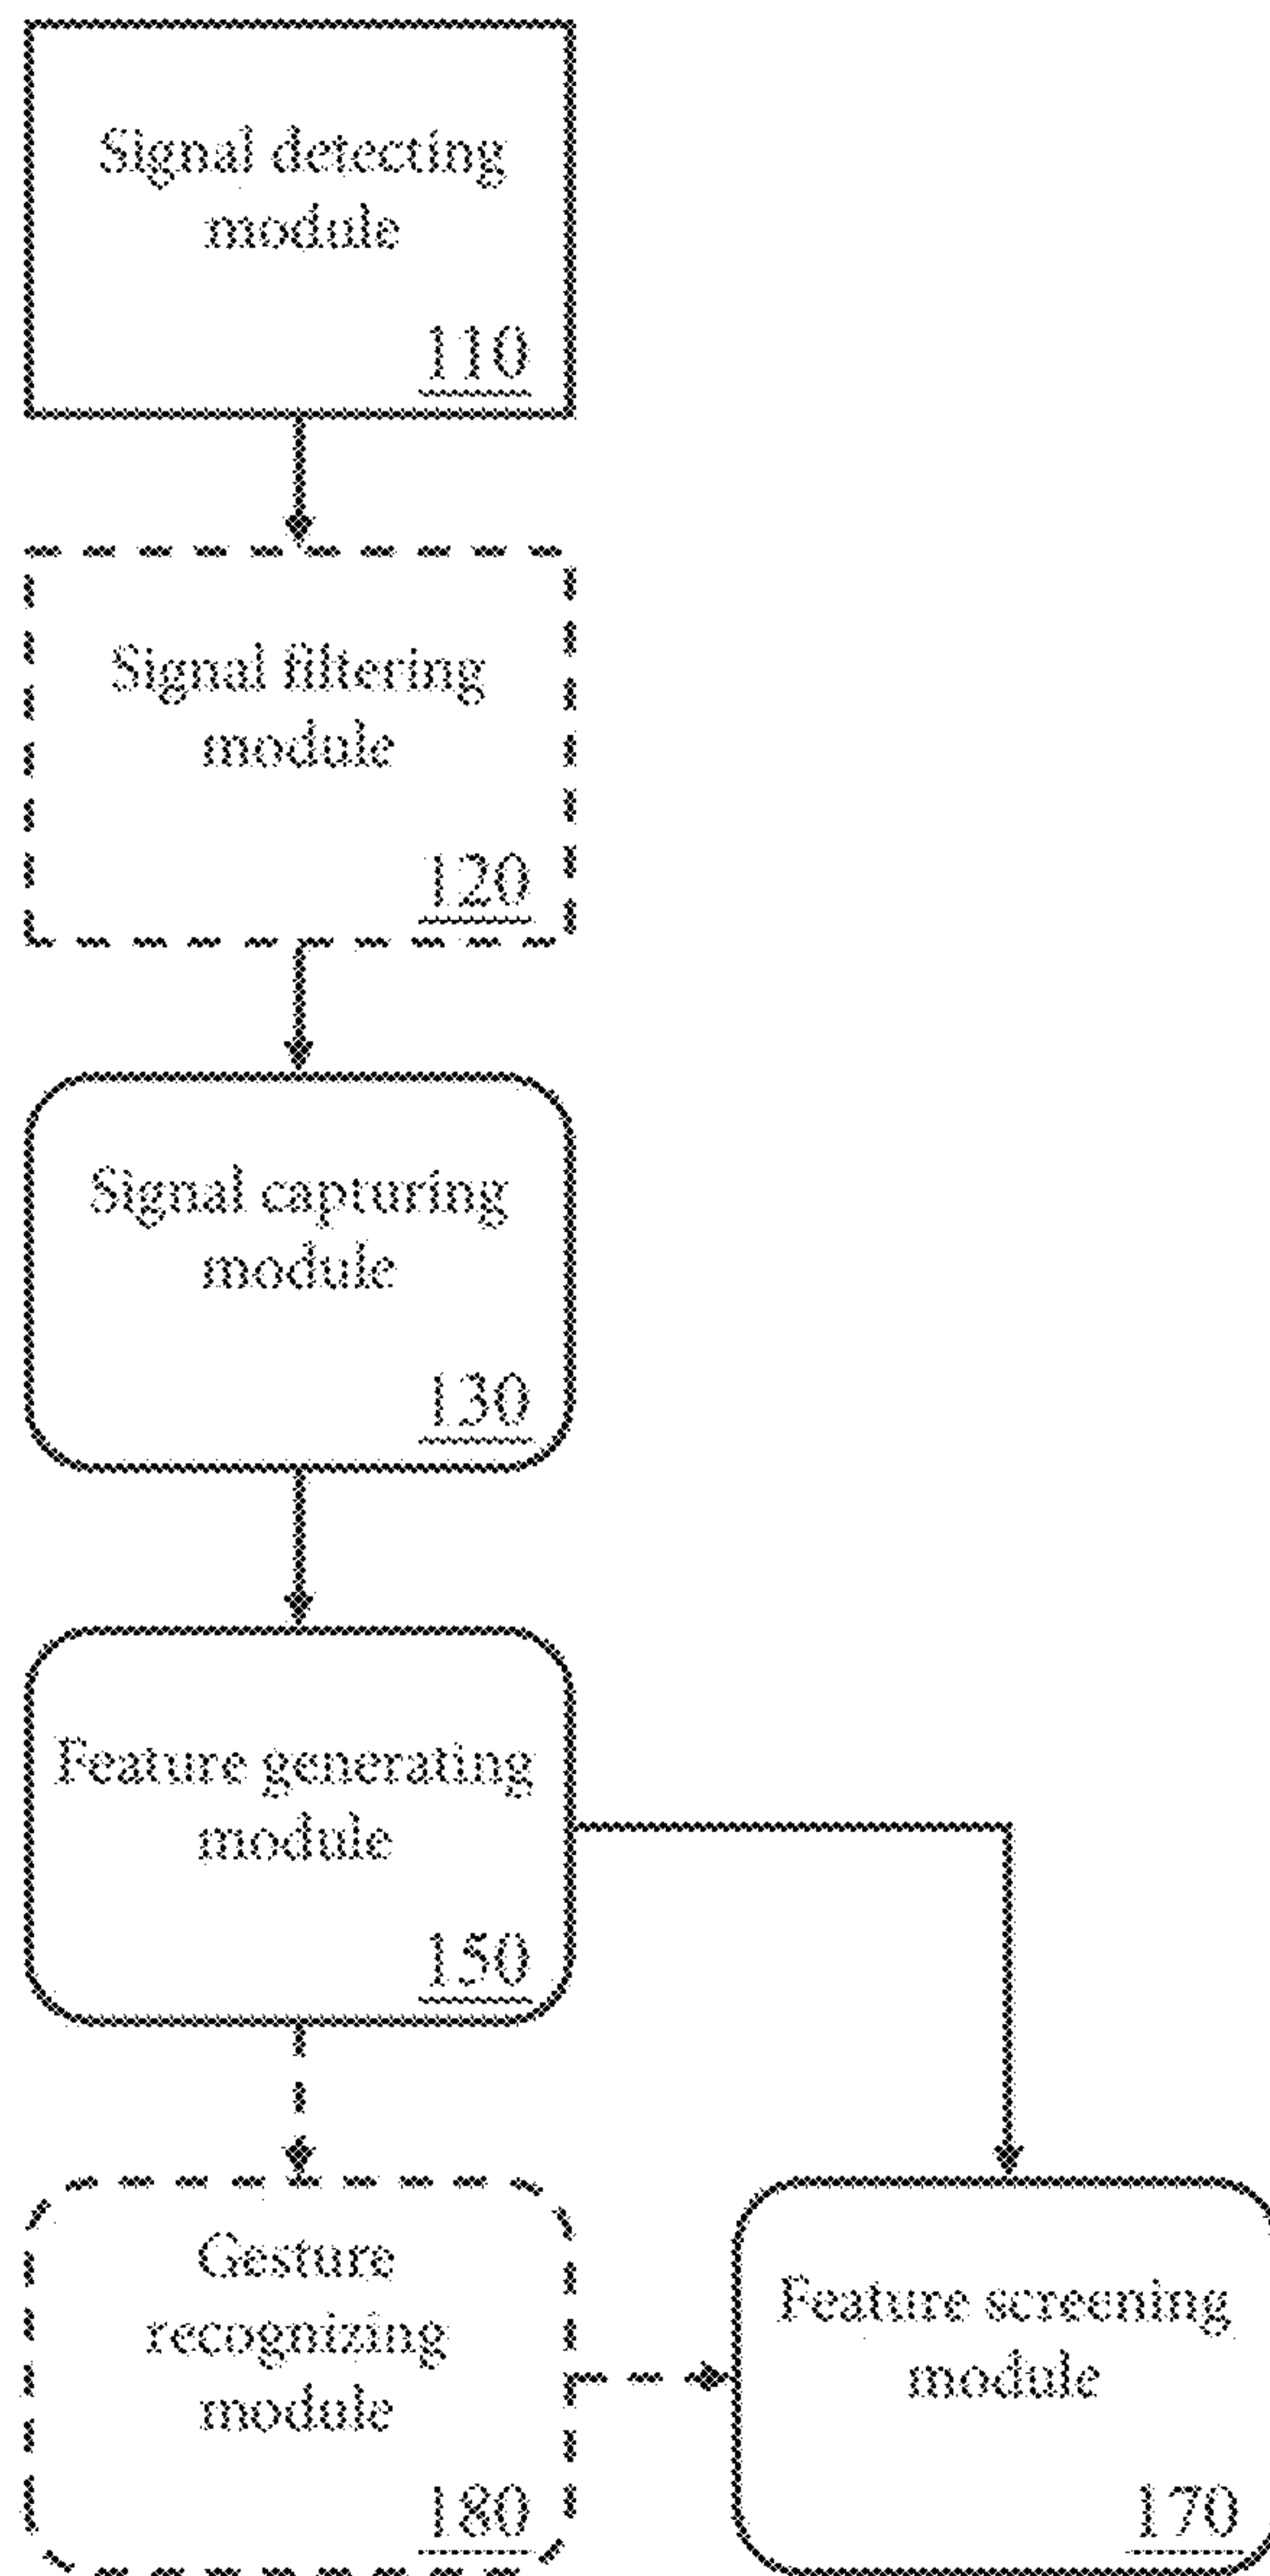 Signal detecting
module
110
Signal filtering
module
120
Signal capturing
module
130
Feature generating
module
150
Gesture
recognizing
module
180
Feature screening
module
170